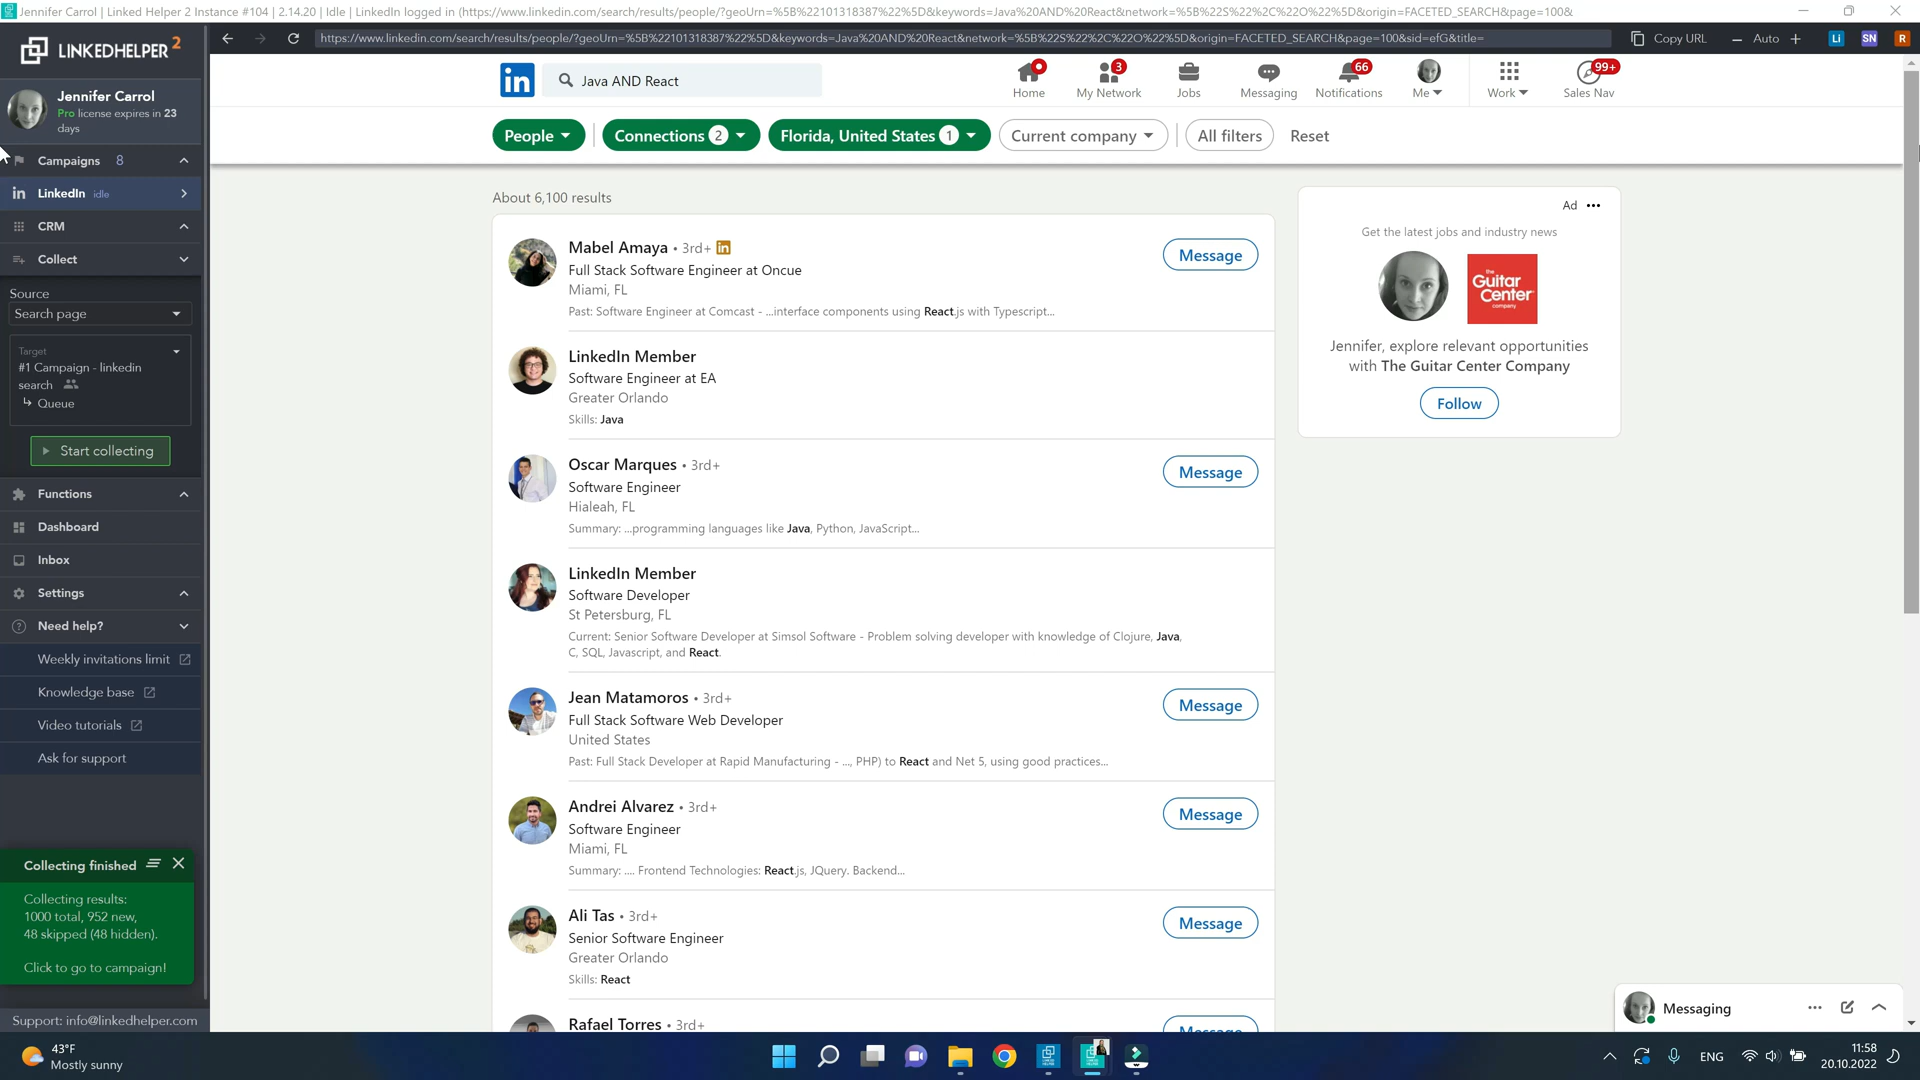 Jennifer Carrol | Linked Helper 2 Instance #104 | 2.14.20 | Idle | LinkedIn logged in (https://www.linkedin.com/search/results/people/?geoUrn=%5B%22101318387%22%5D&keywords=Java%20AND%20React&network=%5B%22S%22%2C%22O%22%5D&origin=FACETED_SEARCH&page=100&
LINKEDHELPER 2
https://www.linkedin.com/search/results/people/?geoUrn=%5B%22101318387%22%5D&keywords=Java%20AND%20React&network=%5B%22S%22%2C%22O%22%5D&origin=FACETED_SEARCH&page=100&sid=efG&title=
Copy URL
Auto
Li
SN
R
Jennifer Carrol
Pro license expires in 23
days
Campaigns 8
LinkedIn idle
CRM
Collect
Source
Search page
Target
#1 Campaign - linkedin
search
Queue
Start collecting
Functions
Dashboard
Inbox
Settings
Need help?
Weekly invitations limit
Knowledge base
Video tutorials
Ask for support
Collecting finished
Collecting results:
1000 total, 952 new,
48 skipped (48 hidden).
Click to go to campaign!
Support: info@linkedhelper.com
in
Java AND React
Home
3
My Network
Jobs
Messaging
66
Notifications
Me
Work
99+
Sales Nav
People
Connections 2
Florida, United States 1
Current company
All filters
Reset
About 6,100 results
Mabel Amaya • 3rd+ in
Full Stack Software Engineer at Oncue
Miami, FL
Past: Software Engineer at Comcast - ...interface components using React.js with Typescript...
Message
LinkedIn Member
Software Engineer at EA
Greater Orlando
Skills: Java
Oscar Marques • 3rd+
Software Engineer
Hialeah, FL
Summary: ...programming languages like Java, Python, JavaScript...
Message
LinkedIn Member
Software Developer
St Petersburg, FL
Current: Senior Software Developer at Simsol Software - Problem solving developer with knowledge of Clojure, Java,
C, SQL, Javascript, and React.
Jean Matamoros • 3rd+
Full Stack Software Web Developer
United States
Past: Full Stack Developer at Rapid Manufacturing - ..., PHP) to React and Net 5, using good practices...
Message
Andrei Alvarez • 3rd+
Software Engineer
Miami, FL
Summary: .... Frontend Technologies: React.js, JQuery. Backend...
Message
Ali Tas • 3rd+
Senior Software Engineer
Greater Orlando
Skills: React
Message
Rafael Torres • 3rd+
Message
Ad
Get the latest jobs and industry news
the
Guitar
Center
company
Jennifer, explore relevant opportunities
with The Guitar Center Company
Follow
Messaging
43°F
Mostly sunny
ENG
11:58
20.10.2022